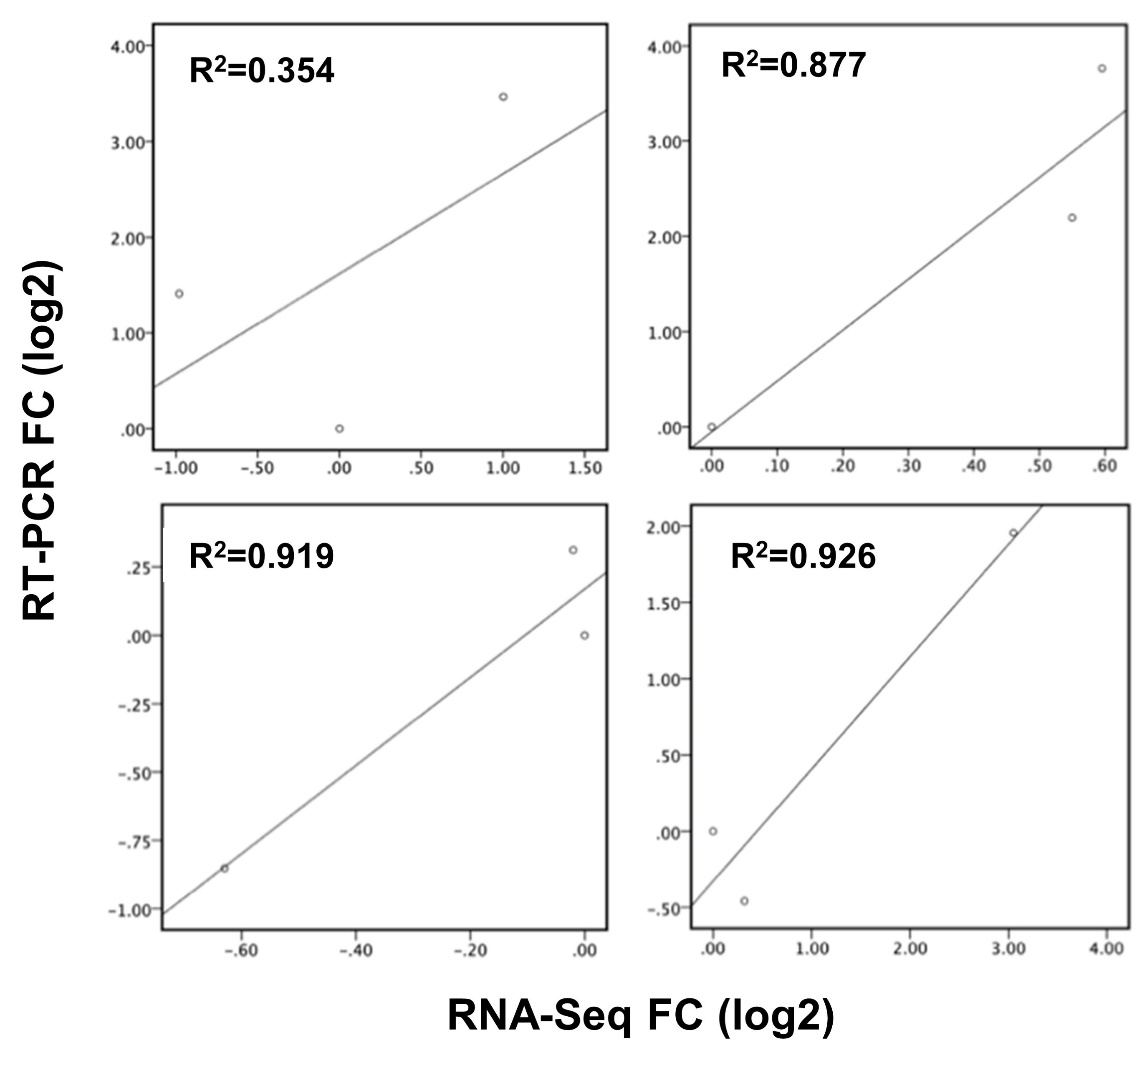 RT-PCR FC (log2)
R²=0.354
4.00
3.00
2.00
1.00
.00
-1.00 -.50 .00 .50 1.00 1.50
R²=0.877
4.00
3.00
2.00
1.00
.00
.00 .10 .20 .30 .40 .50 .60
R²=0.919
.25
.00
-.25
-.50
-.75
-1.00
-.60 -.40 -.20 .00
R²=0.926
2.00
1.50
1.00
.50
.00
-.50
.00 1.00 2.00 3.00 4.00
RNA-Seq FC (log2)